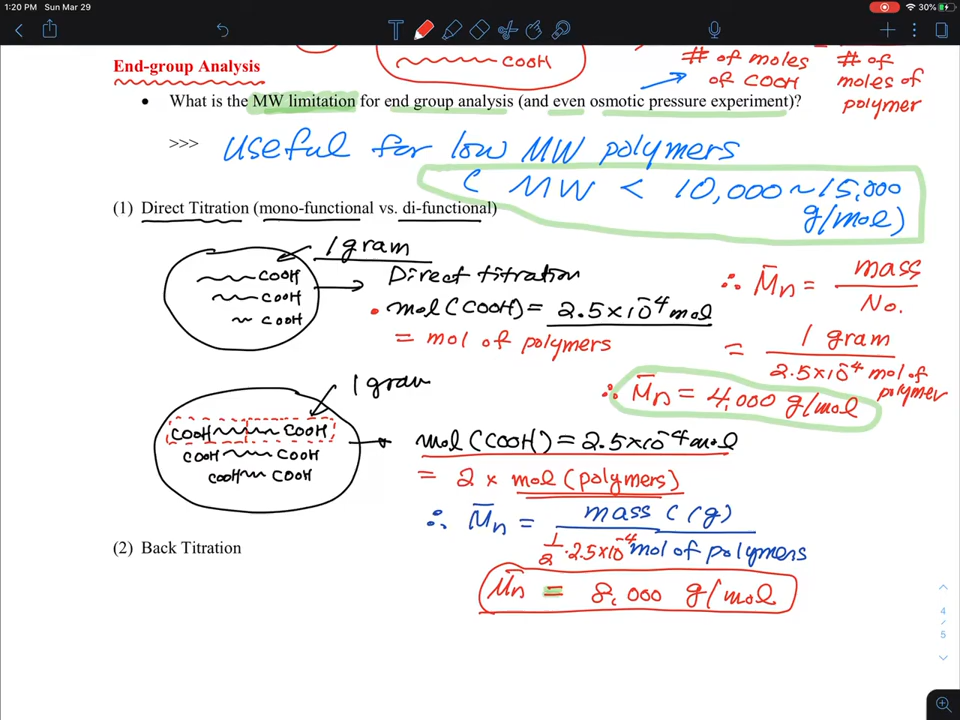 1:20 PM Sun Mar 29
30%
COOH
# of moles
of COOH
# of
moles of
polymer
End-group Analysis
• What is the MW limitation for end group analysis (and even osmotic pressure experiment)?
>>> Useful for low MW polymers
( MW < 10,000 ~ 15,000
g/mol)
(1) Direct Titration (mono-functional vs. di-functional)
1 gram
COOH
COOH
COOH
Direct titration
• mol(COOH) = 2.5×10⁻⁴ mol
= mol of polymers
∴ M̄n = mass / No.
= 1 gram / 2.5×10⁻⁴ mol of polymer
∴ M̄n = 4,000 g/mol
1 gram
COOH COOH
COOH COOH
COOH COOH
mol(COOH) = 2.5×10⁻⁴ mol
= 2 × mol(polymers)
∴ M̄n = mass ( (g) / 1/2 · 2.5×10⁻⁴ mol of polymers
M̄n = 8,000 g/mol
(2) Back Titration
4
/
5